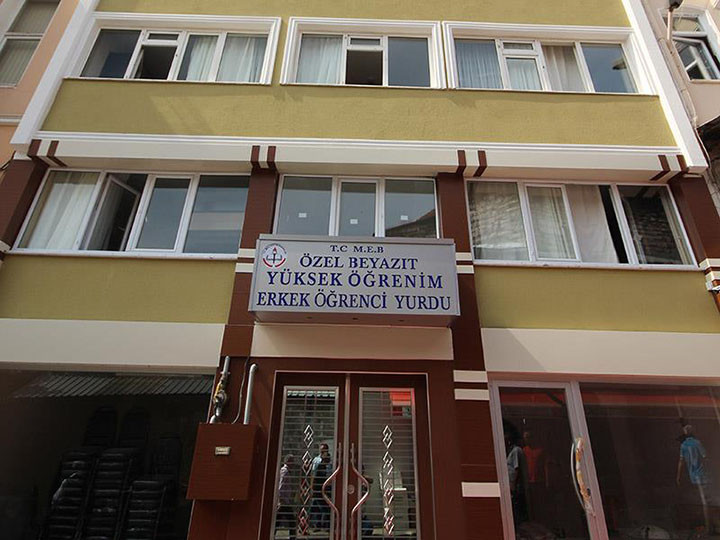 T.C M.E.B
ÖZEL BEYAZIT
YÜKSEK ÖĞRENİM
ERKEK ÖĞRENCİ YURDU